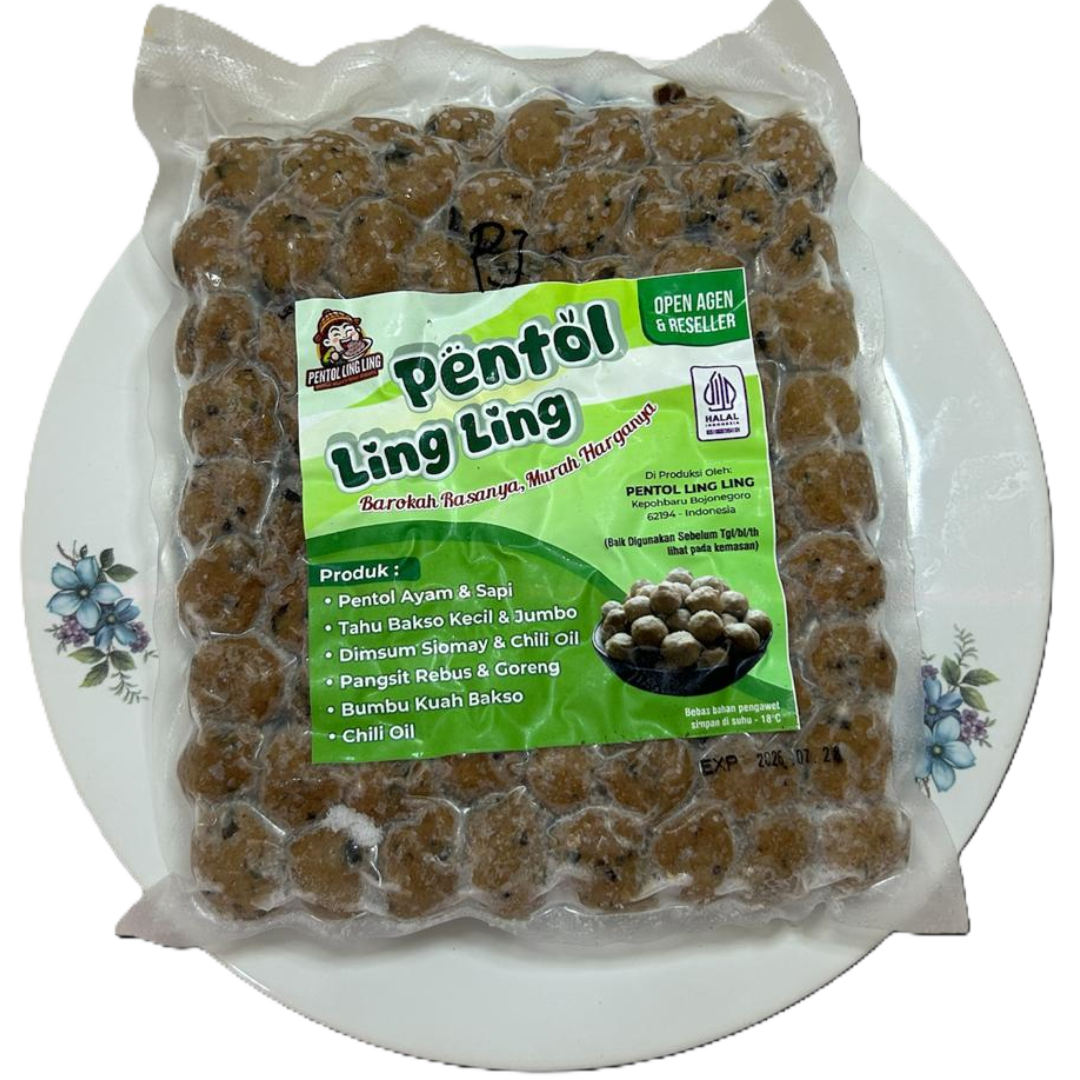 PJ
PENTOL LING LING
Pëntöl
Ling Ling
Barokah Rasanya, Murah Harganya
OPEN AGEN
& RESELLER
HALAL
INDONESIA
Di Produksi Oleh:
PENTOL LING LING
Kepohbaru Bojonegoro
62194 - Indonesia
(Baik Digunakan Sebelum Tgl/bl/th
lihat pada kemasan)
Produk :
• Pentol Ayam & Sapi
• Tahu Bakso Kecil & Jumbo
• Dimsum Siomay & Chili Oil
• Pangsit Rebus & Goreng
• Bumbu Kuah Bakso
• Chili Oil
Bebas bahan pengawet
simpan di suhu - 18°C
EXP 2026.07.